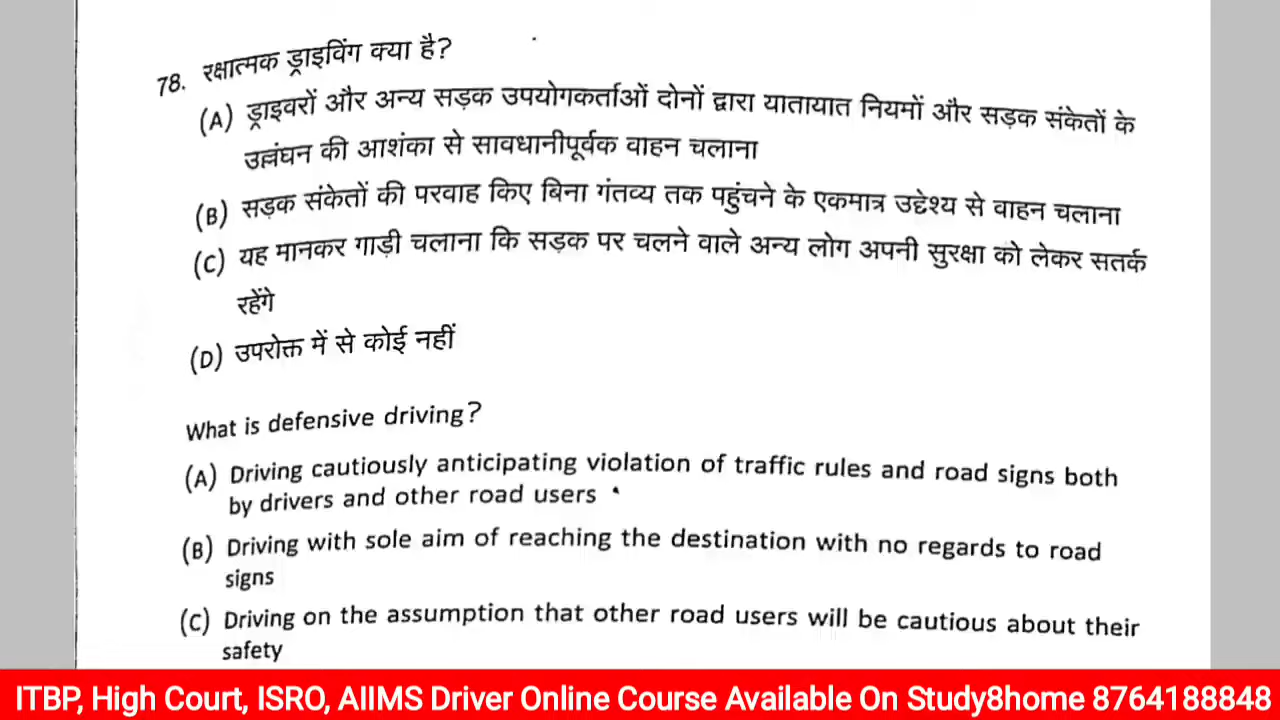 78. रक्षात्मक ड्राइविंग क्या है?
(A) ड्राइवरों और अन्य सड़क उपयोगकर्ताओं दोनों द्वारा यातायात नियमों और सड़क संकेतों के
उल्लंघन की आशंका से सावधानीपूर्वक वाहन चलाना
(B) सड़क संकेतों की परवाह किए बिना गंतव्य तक पहुंचने के एकमात्र उद्देश्य से वाहन चलाना
(C) यह मानकर गाड़ी चलाना कि सड़क पर चलने वाले अन्य लोग अपनी सुरक्षा को लेकर सतर्क
रहेंगे
(D) उपरोक्त में से कोई नहीं
What is defensive driving?
(A) Driving cautiously anticipating violation of traffic rules and road signs both
by drivers and other road users
(B) Driving with sole aim of reaching the destination with no regards to road
signs
(C) Driving on the assumption that other road users will be cautious about their
safety
ITBP, High Court, ISRO, AIIMS Driver Online Course Available On Study8home 8764188848